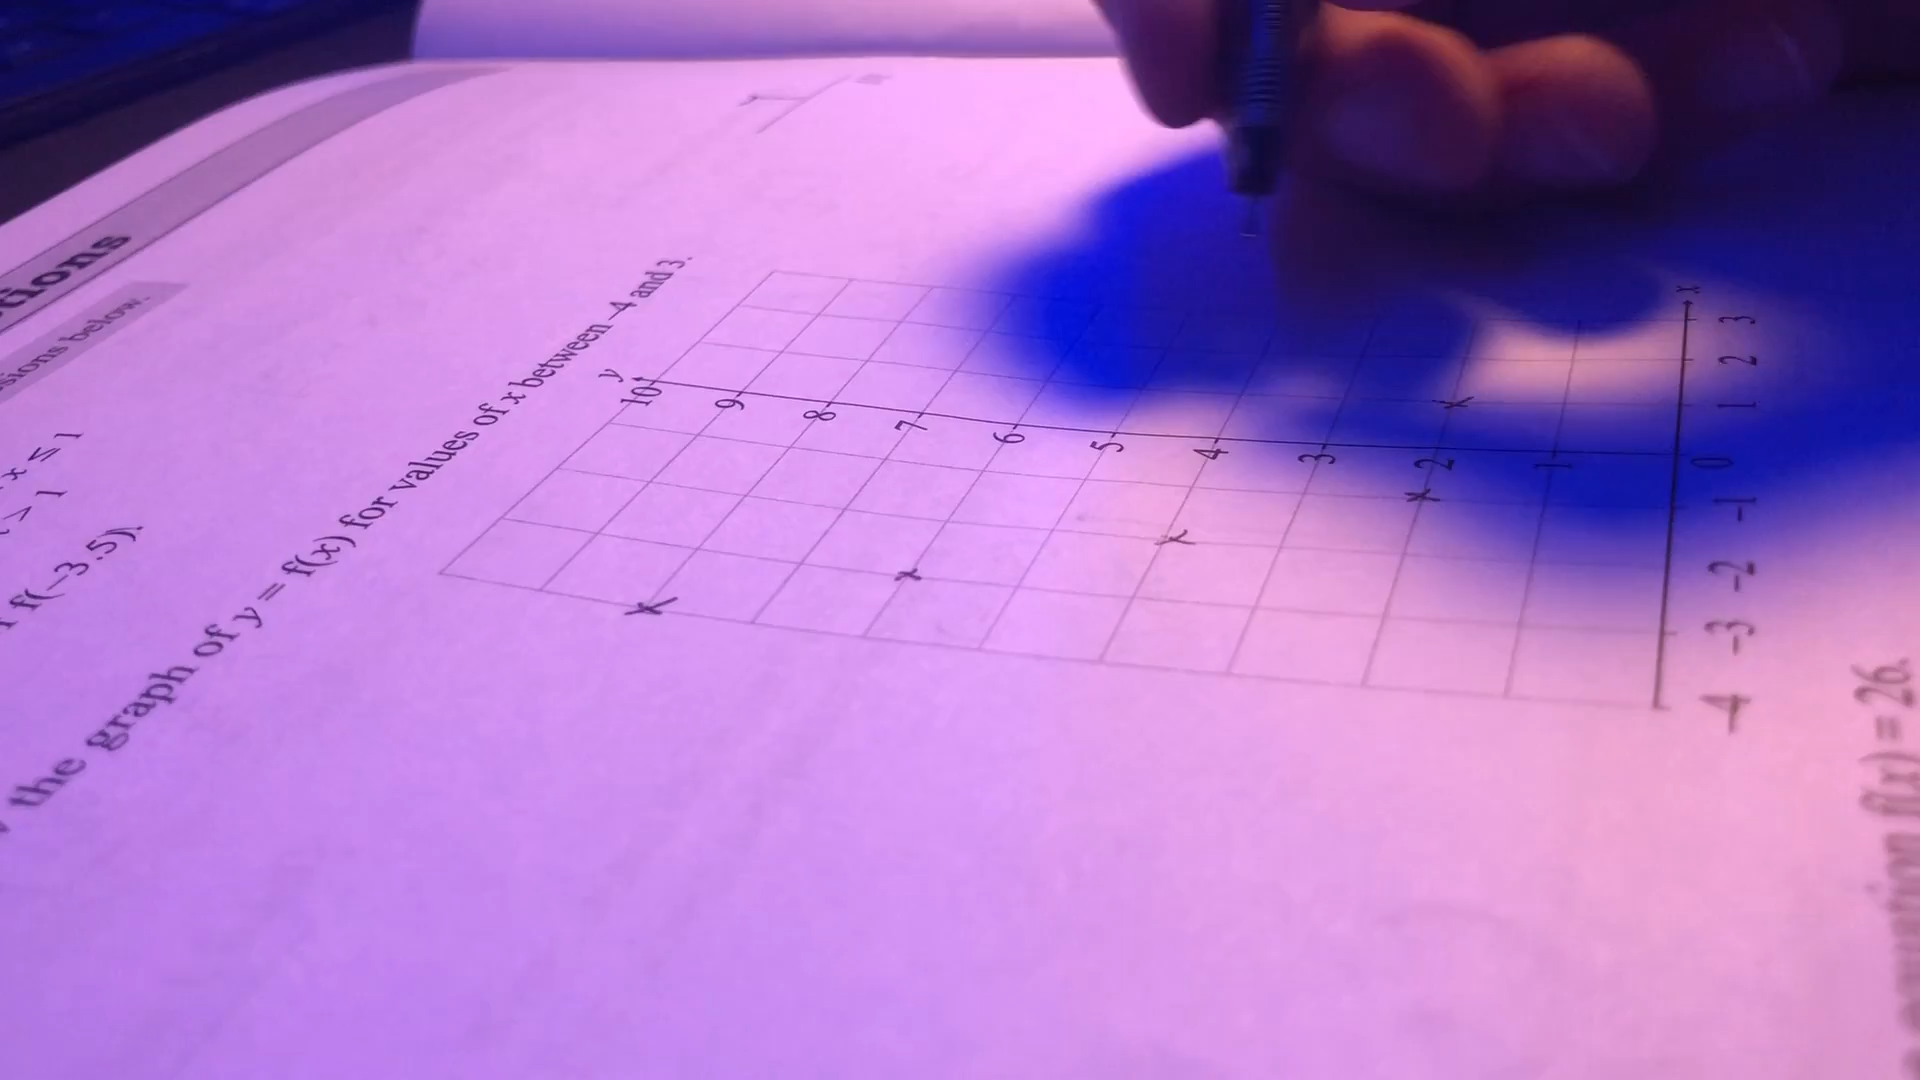 tions
sions below.
x ≤ 1
> 1
f(−3.5).
the graph of y = f(x) for values of x between -4 and 3.
y
10
9
8
7
6
5
4
3
2
1
-4 -3 -2 -1 0 1 2 3 x
f(x) = 26.